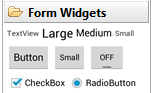 Form Widgets
TextView Large Medium Small
Button Small OFF
CheckBox RadioButton